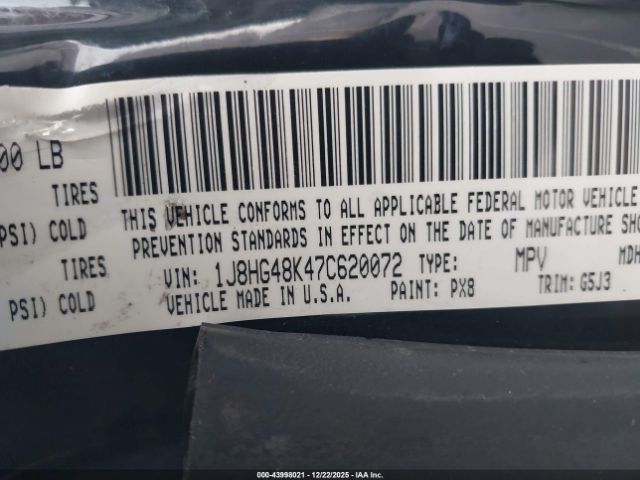 00 LB
TIRES
PSI) COLD
TIRES
PSI) COLD
THIS VEHICLE CONFORMS TO ALL APPLICABLE FEDERAL MOTOR VEHICLE
PREVENTION STANDARDS IN EFFECT ON THE DATE OF MANUFACTURE SHO
VIN: 1J8HG48K47C620072 TYPE: MPV MDH
VEHICLE MADE IN U.S.A. PAINT: PX8 TRIM: G5J3
000-43998021 - 12/22/2025 - IAA Inc.